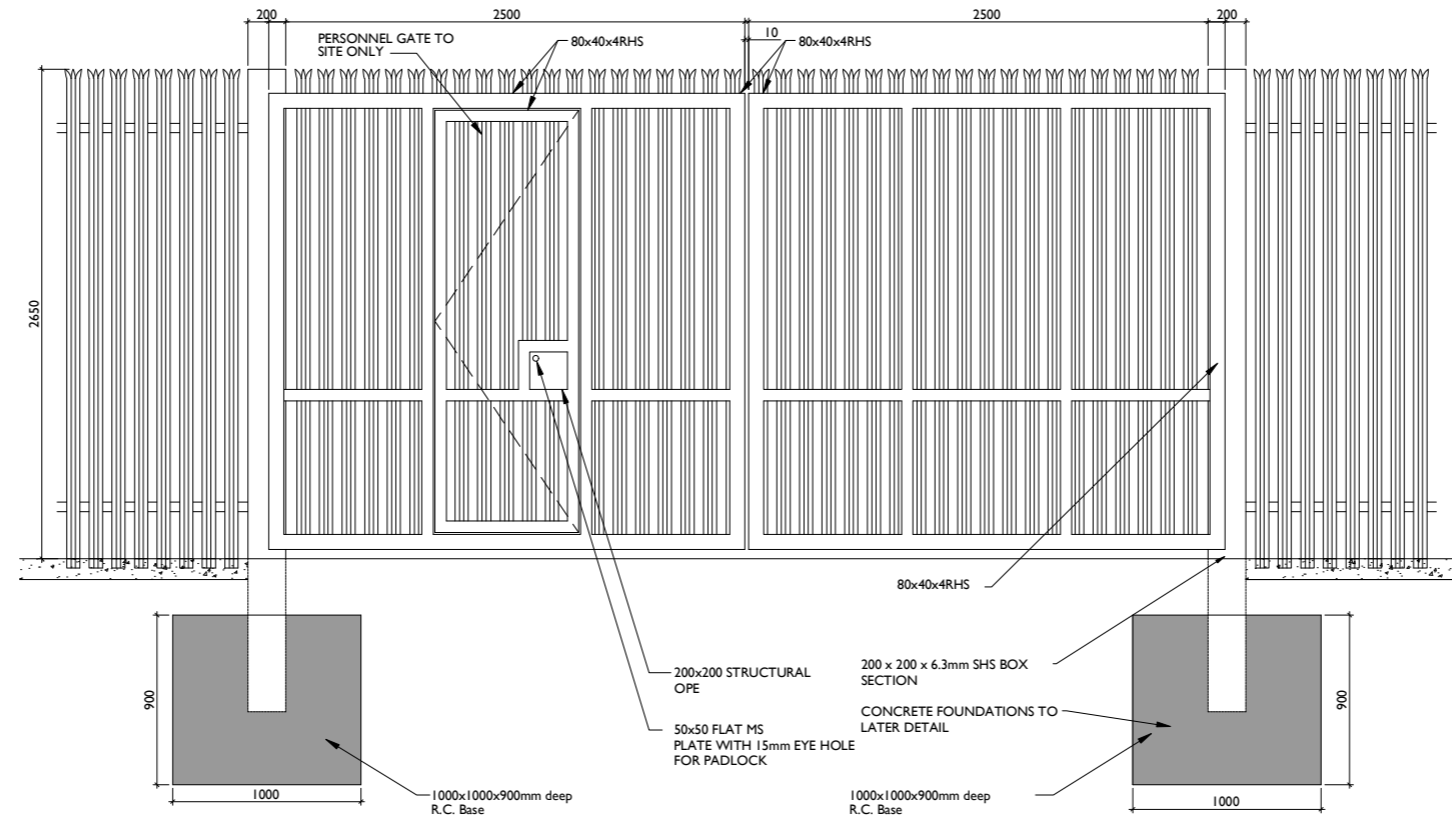 200
2500
2500
200
10
PERSONNEL GATE TO
SITE ONLY
80x40x4RHS
80x40x4RHS
2650
80x40x4RHS
200x200 STRUCTURAL
OPE
200 x 200 x 6.3mm SHS BOX
SECTION
900
50x50 FLAT MS
PLATE WITH 15mm EYE HOLE
FOR PADLOCK
CONCRETE FOUNDATIONS TO
LATER DETAIL
900
1000
1000x1000x900mm deep
R.C. Base
1000x1000x900mm deep
R.C. Base
1000